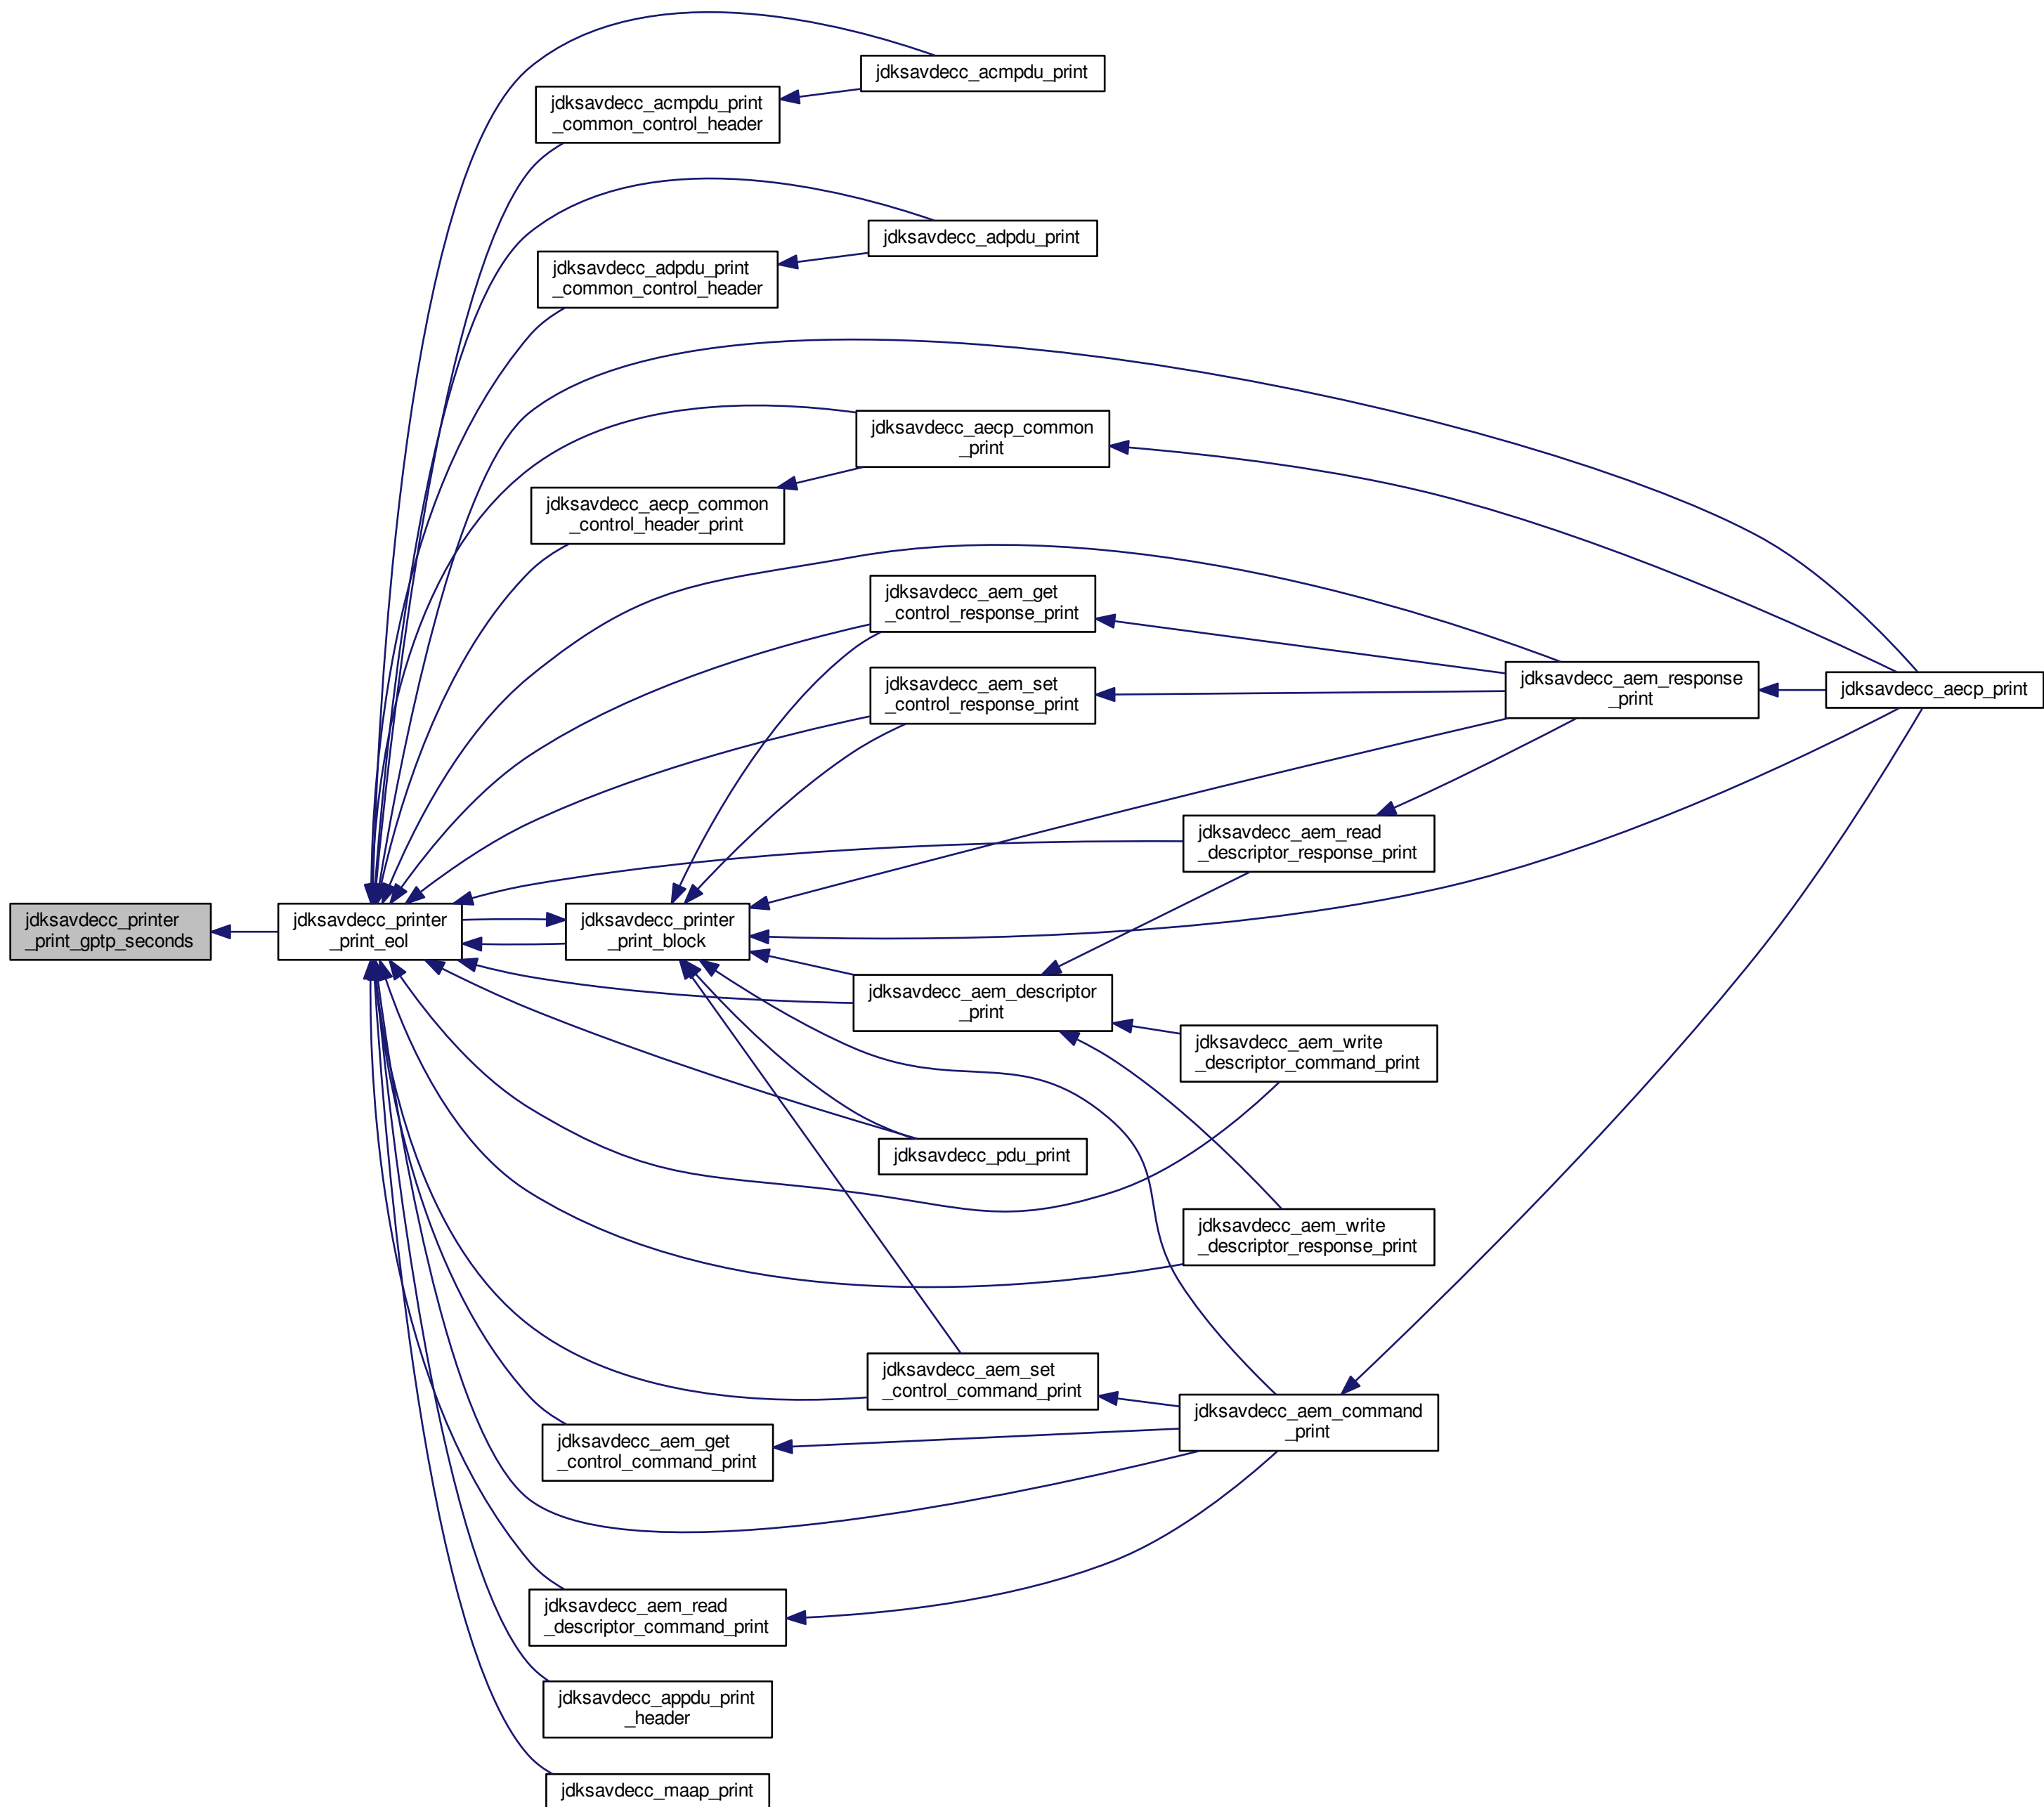 jdksavdecc_acmpdu_print
jdksavdecc_acmpdu_print
_common_control_header
jdksavdecc_adpdu_print
jdksavdecc_adpdu_print
_common_control_header
jdksavdecc_aecp_common
_print
jdksavdecc_aecp_common
_control_header_print
jdksavdecc_aem_get
_control_response_print
jdksavdecc_aem_set
_control_response_print
jdksavdecc_aem_response
_print
jdksavdecc_aecp_print
jdksavdecc_aem_read
_descriptor_response_print
jdksavdecc_printer
_print_gptp_seconds
jdksavdecc_printer
_print_eol
jdksavdecc_printer
_print_block
jdksavdecc_aem_descriptor
_print
jdksavdecc_aem_write
_descriptor_command_print
jdksavdecc_pdu_print
jdksavdecc_aem_write
_descriptor_response_print
jdksavdecc_aem_set
_control_command_print
jdksavdecc_aem_command
_print
jdksavdecc_aem_get
_control_command_print
jdksavdecc_aem_read
_descriptor_command_print
jdksavdecc_appdu_print
_header
jdksavdecc_maap_print